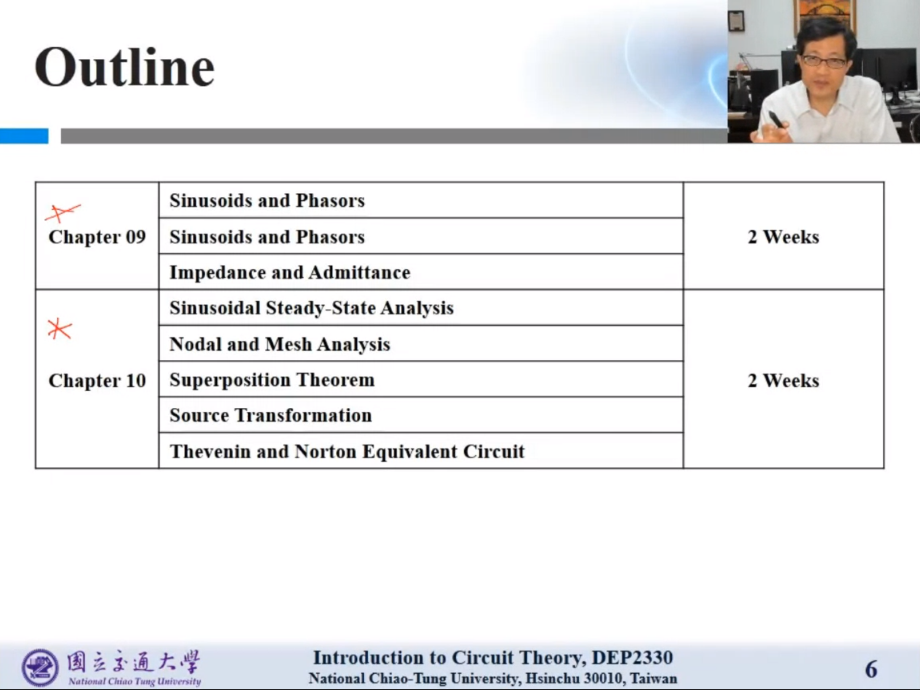 Outline
Chapter 09
Sinusoids and Phasors
Sinusoids and Phasors
Impedance and Admittance
2 Weeks
Chapter 10
Sinusoidal Steady-State Analysis
Nodal and Mesh Analysis
Superposition Theorem
Source Transformation
Thevenin and Norton Equivalent Circuit
2 Weeks
國立交通大學
National Chiao Tung University
Introduction to Circuit Theory, DEP2330
National Chiao-Tung University, Hsinchu 30010, Taiwan
6